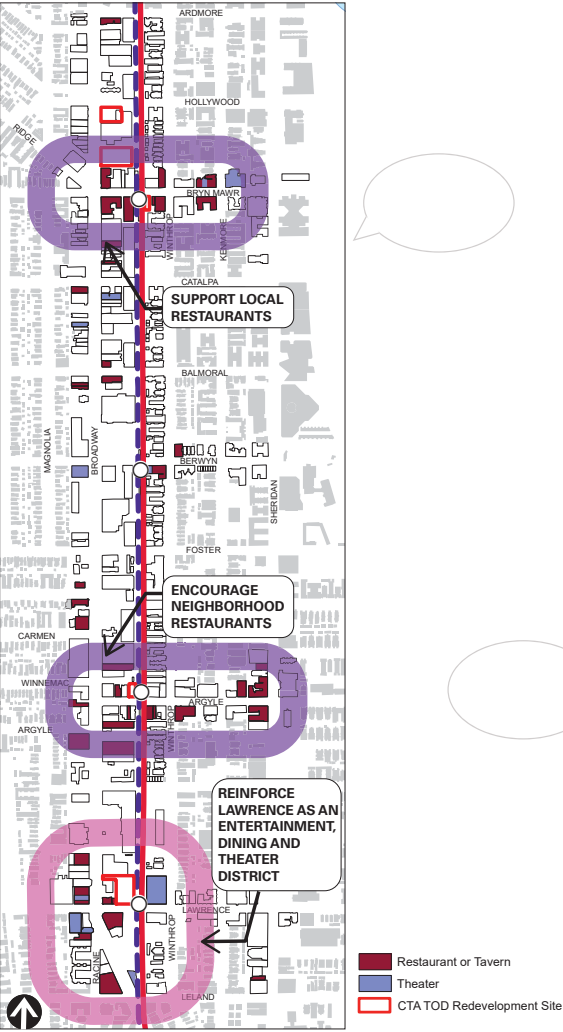 ARDMORE
HOLLYWOOD
RIDGE
BRYN MAWR
WINTHROP
KENMORE
CATALPA
SUPPORT LOCAL
RESTAURANTS
BALMORAL
MAGNOLIA
BROADWAY
BERWYN
SHERIDAN
FOSTER
ENCOURAGE
NEIGHBORHOOD
RESTAURANTS
CARMEN
WINNEMAC
ARGYLE
ARGYLE
WINTHROP
REINFORCE
LAWRENCE AS AN
ENTERTAINMENT,
DINING AND
THEATER
DISTRICT
LAWRENCE
WINTHROP
RACINE
LELAND
Restaurant or Tavern
Theater
CTA TOD Redevelopment Site